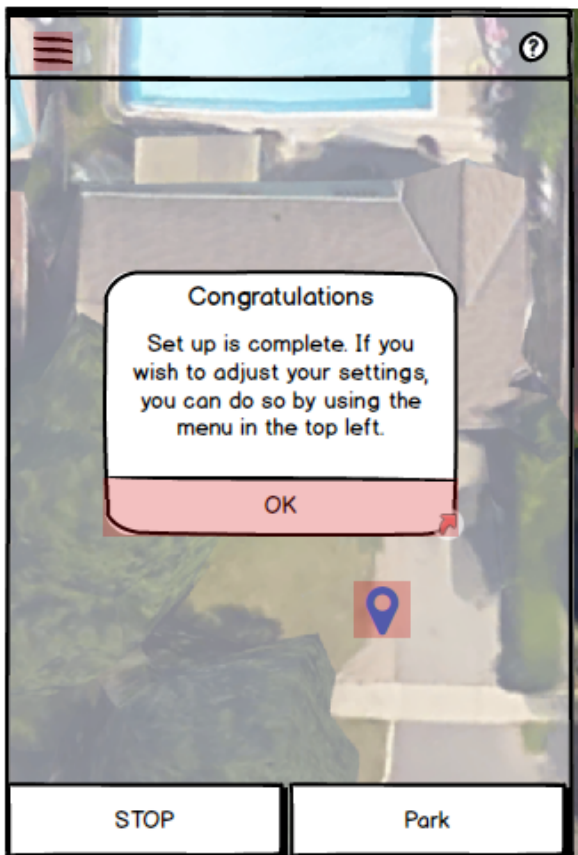 ?
Congratulations
Set up is complete. If you
wish to adjust your settings,
you can do so by using the
menu in the top left.
OK
STOP
Park